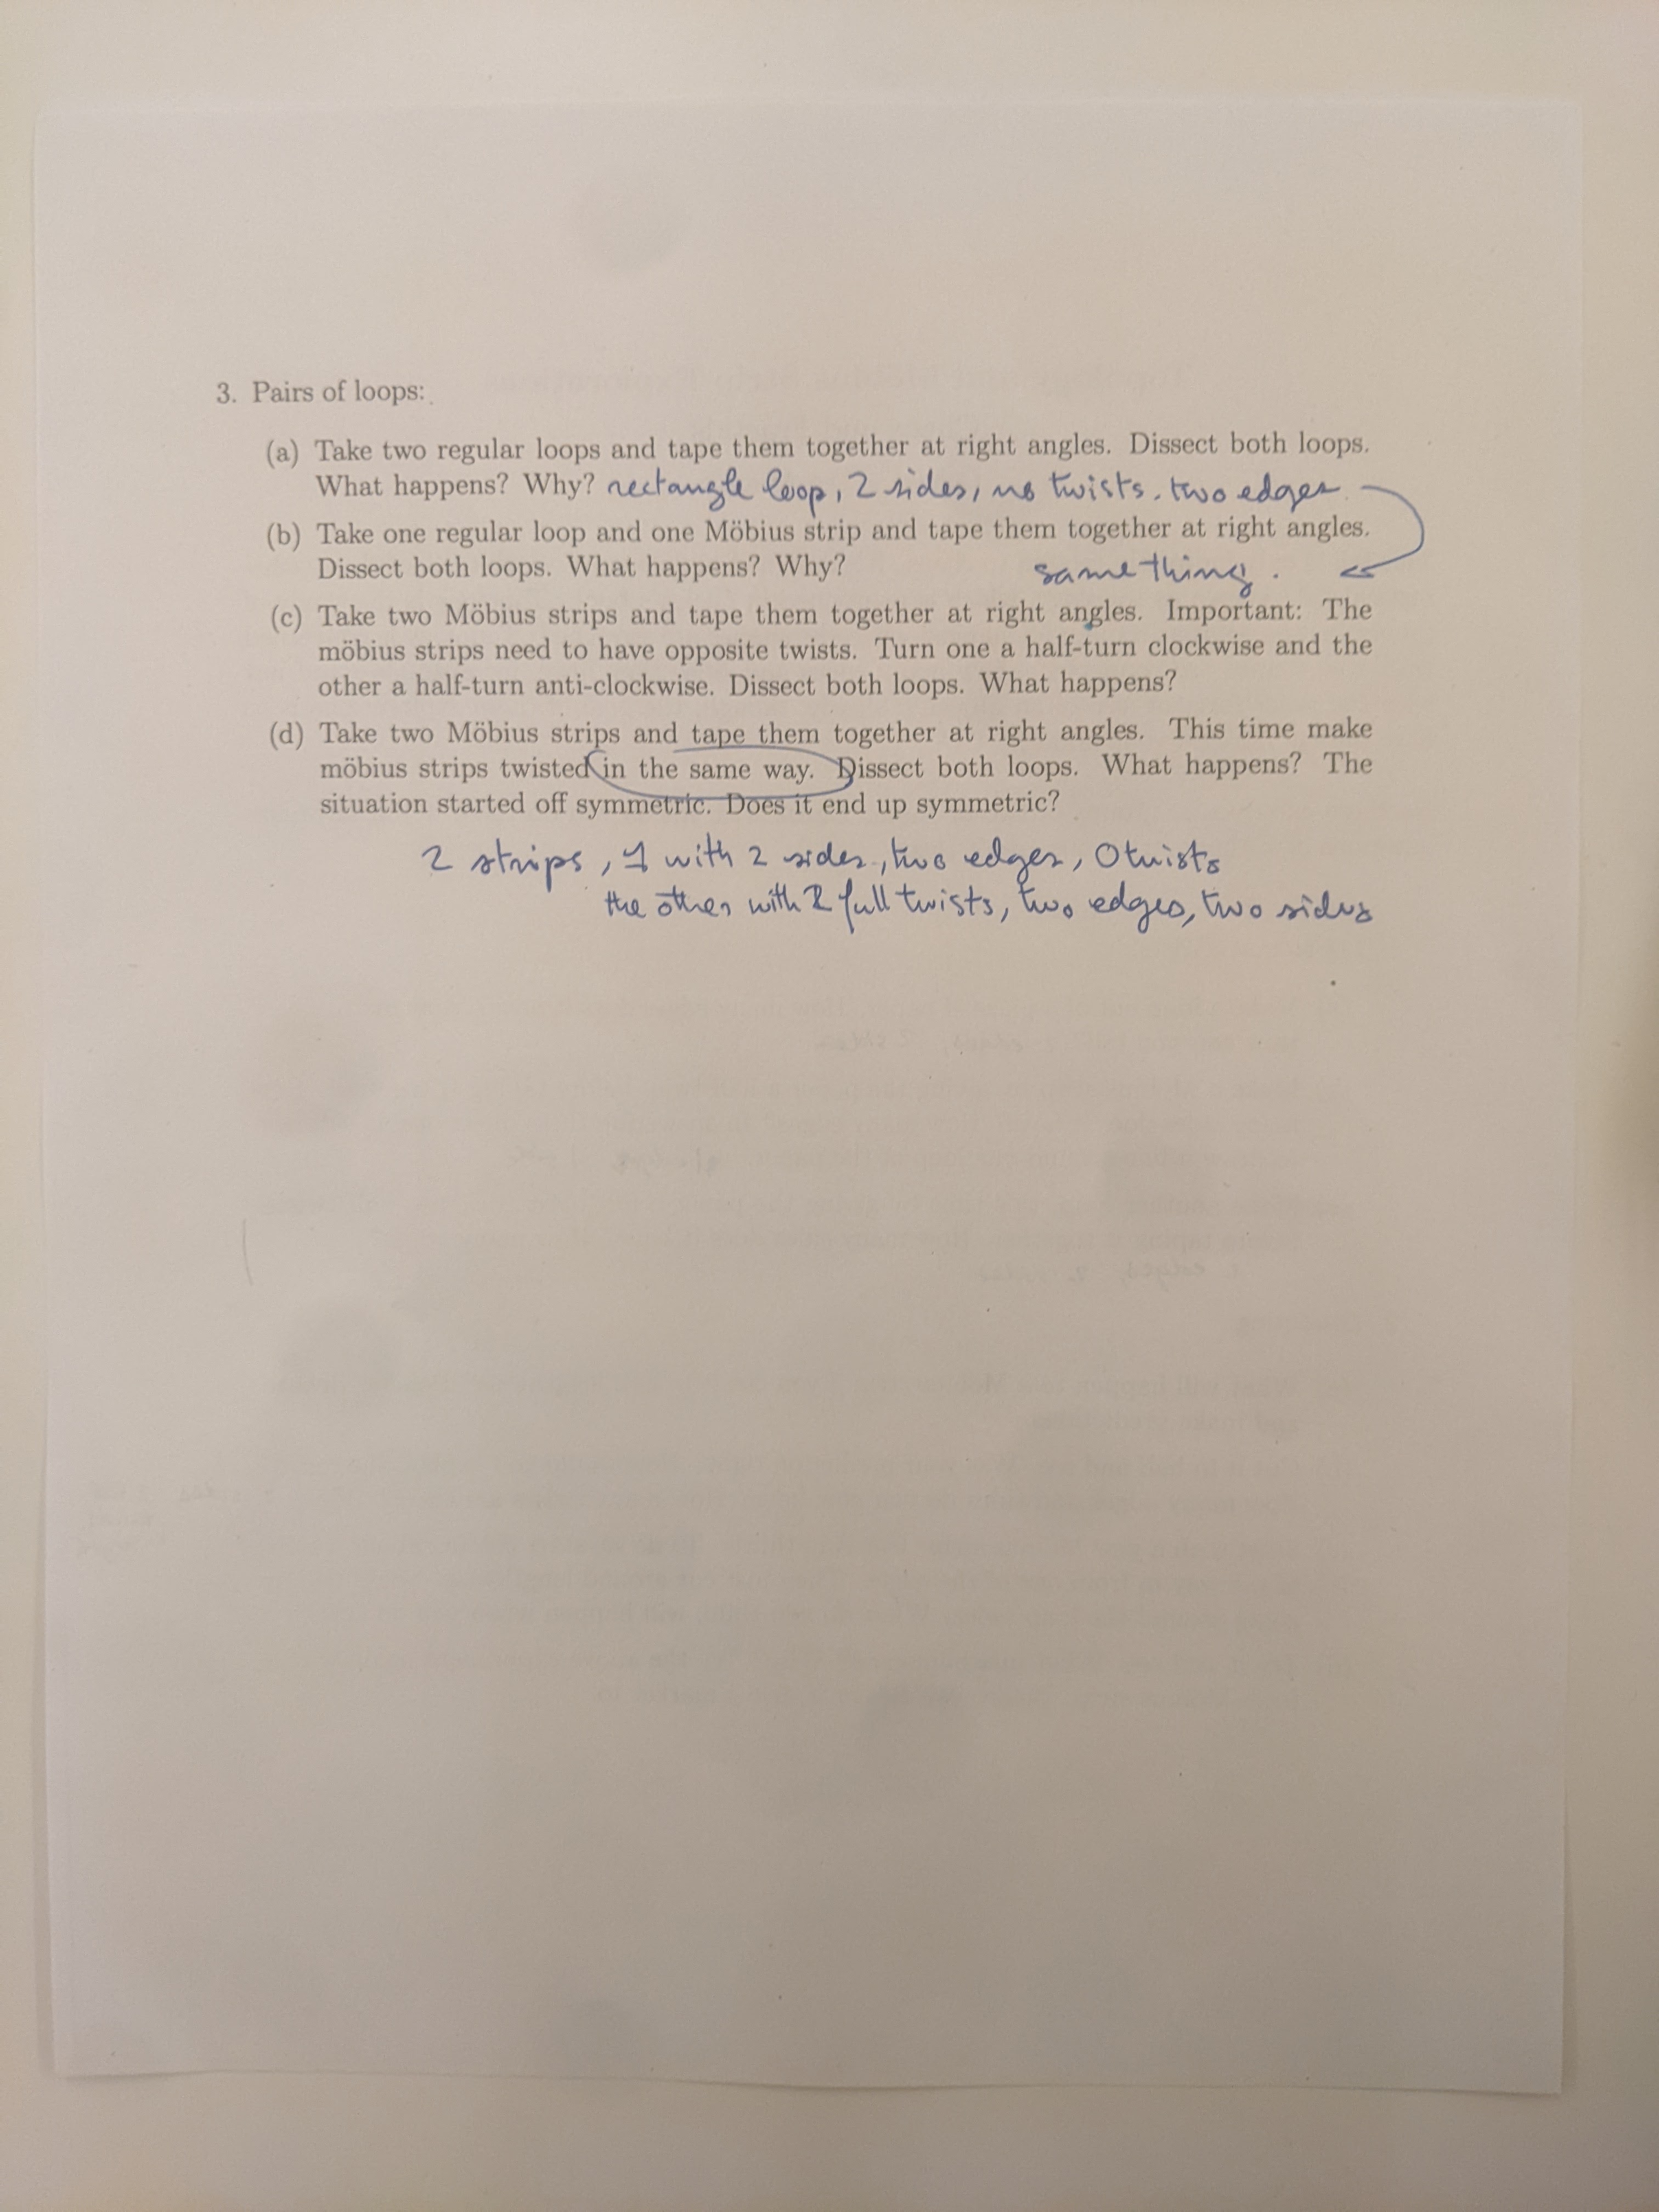 3. Pairs of loops:
(a) Take two regular loops and tape them together at right angles. Dissect both loops.
What happens? Why? rectangle loop, 2 sides, no twists, two edges.
(b) Take one regular loop and one Möbius strip and tape them together at right angles.
Dissect both loops. What happens? Why? same thing.
(c) Take two Möbius strips and tape them together at right angles. Important: The
möbius strips need to have opposite twists. Turn one a half-turn clockwise and the
other a half-turn anti-clockwise. Dissect both loops. What happens?
(d) Take two Möbius strips and tape them together at right angles. This time make
möbius strips twisted in the same way. Dissect both loops. What happens? The
situation started off symmetric. Does it end up symmetric?
2 strips, 1 with 2 sides, two edges, 0 twists
the other with 2 full twists, two edges, two sides